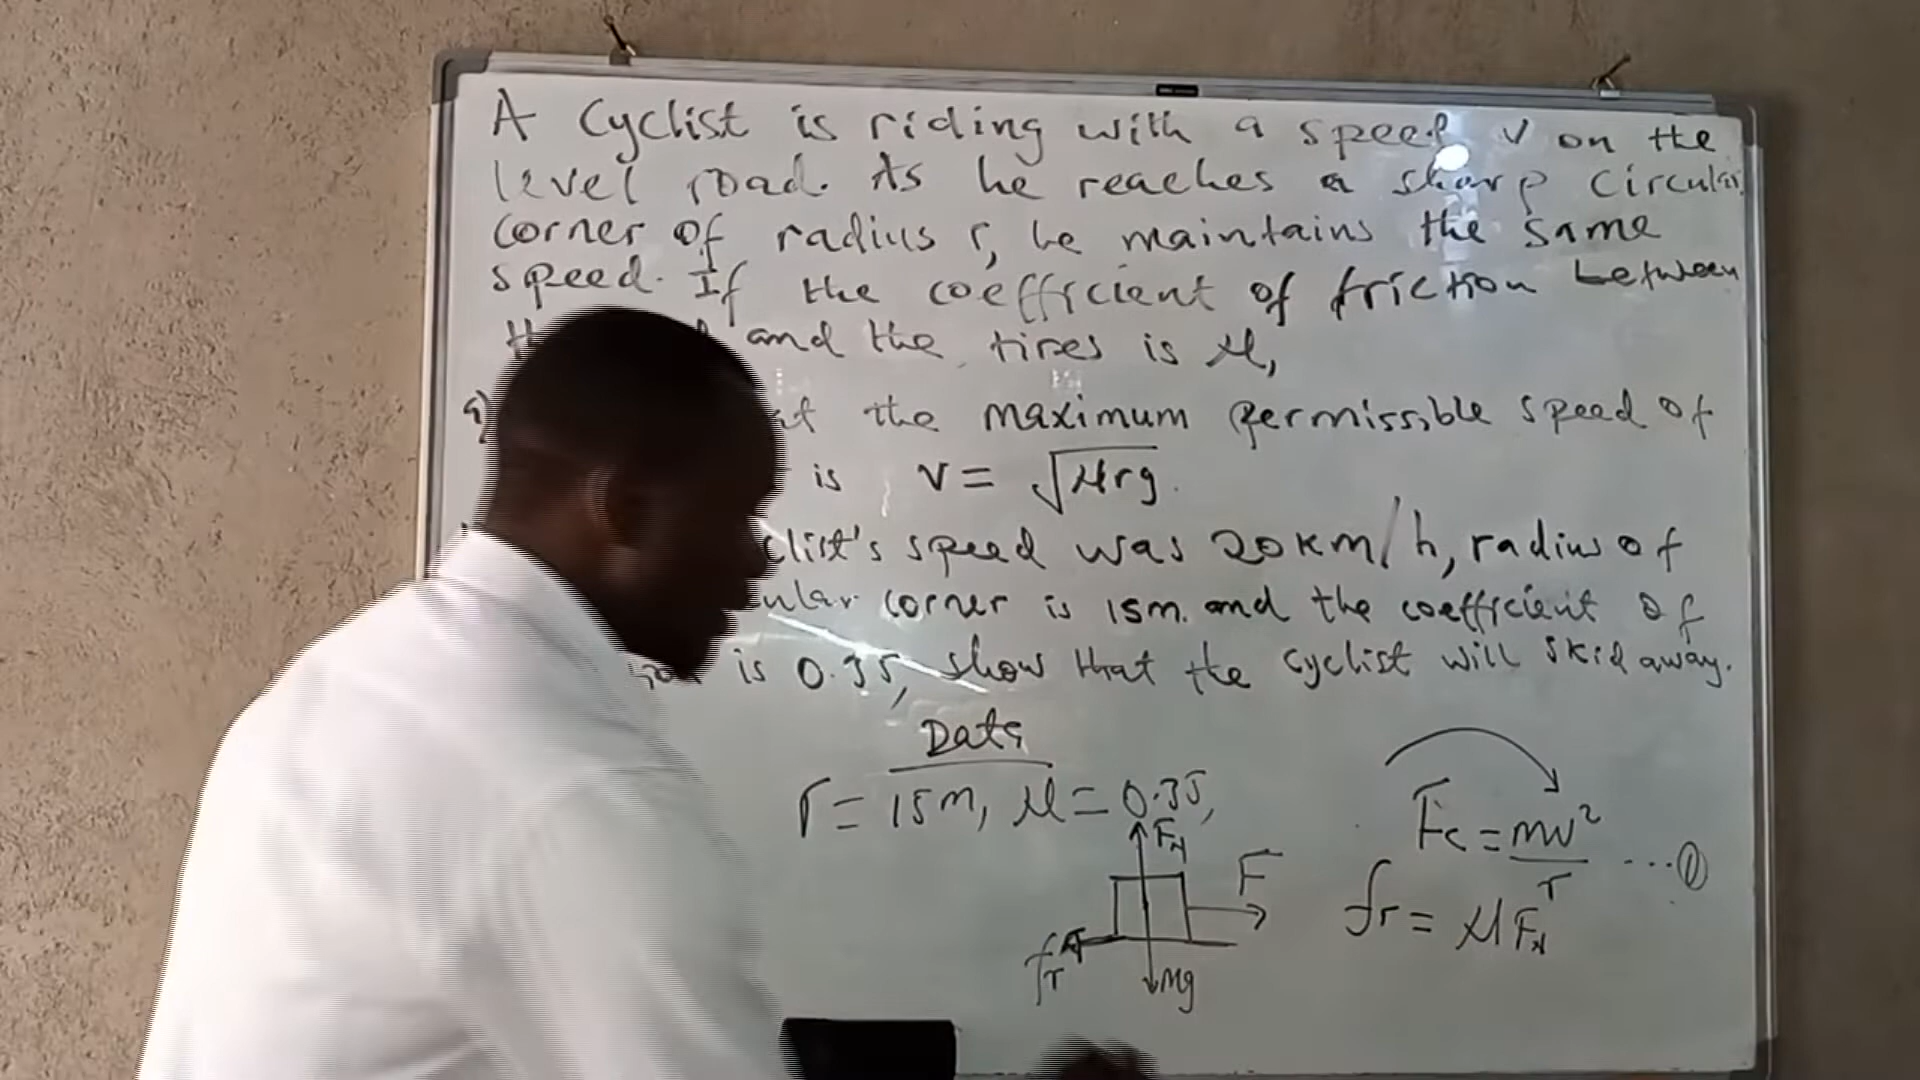 A cyclist is riding with a speed v on the
level road. As he reaches a sharp circular
corner of radius r, he maintains the same
speed. If the coefficient of friction between
and the tires is μ,
a) the maximum permissible speed of
is v = √μrg.
speed was 20km/h, radius of
corner is 15m. and the coefficient of
is 0.35, show that the cyclist will skid away.
Data
r = 15m, μ = 0.35,
F_N
F
fr
Mg
Fc = mv²/r ...①
fr = μF_N